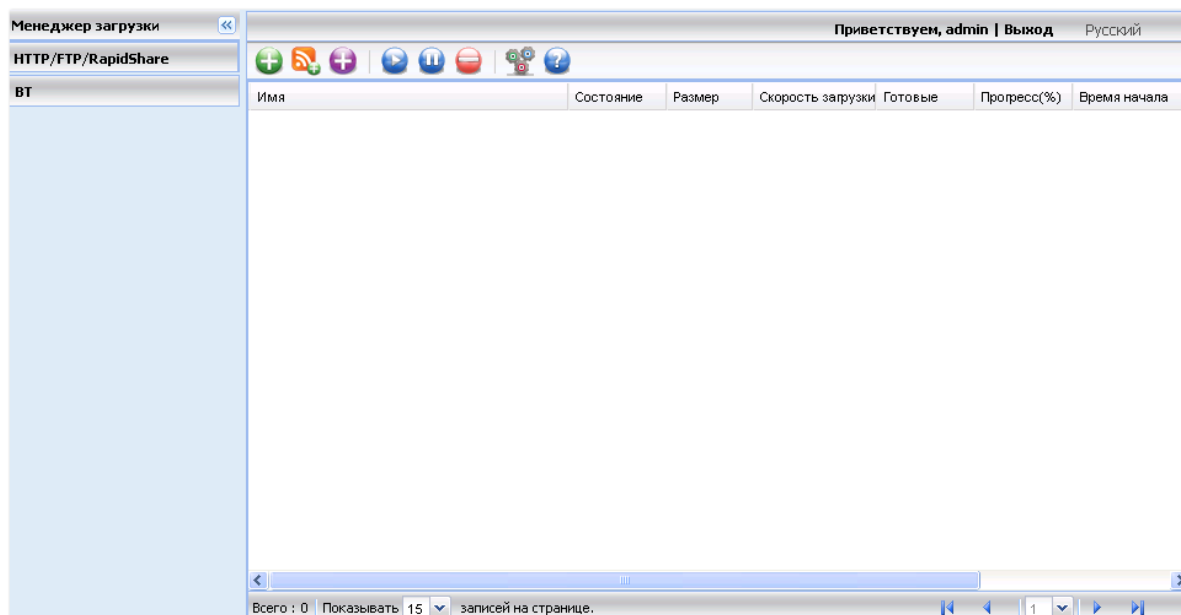 Менеджер загрузки
Приветствуем, admin | Выход Русский
HTTP/FTP/RapidShare
BT
Имя Состояние Размер Скорость загрузки Готовые Прогресс(%) Время начала
Всего : 0 Показывать 15 записей на странице. 1